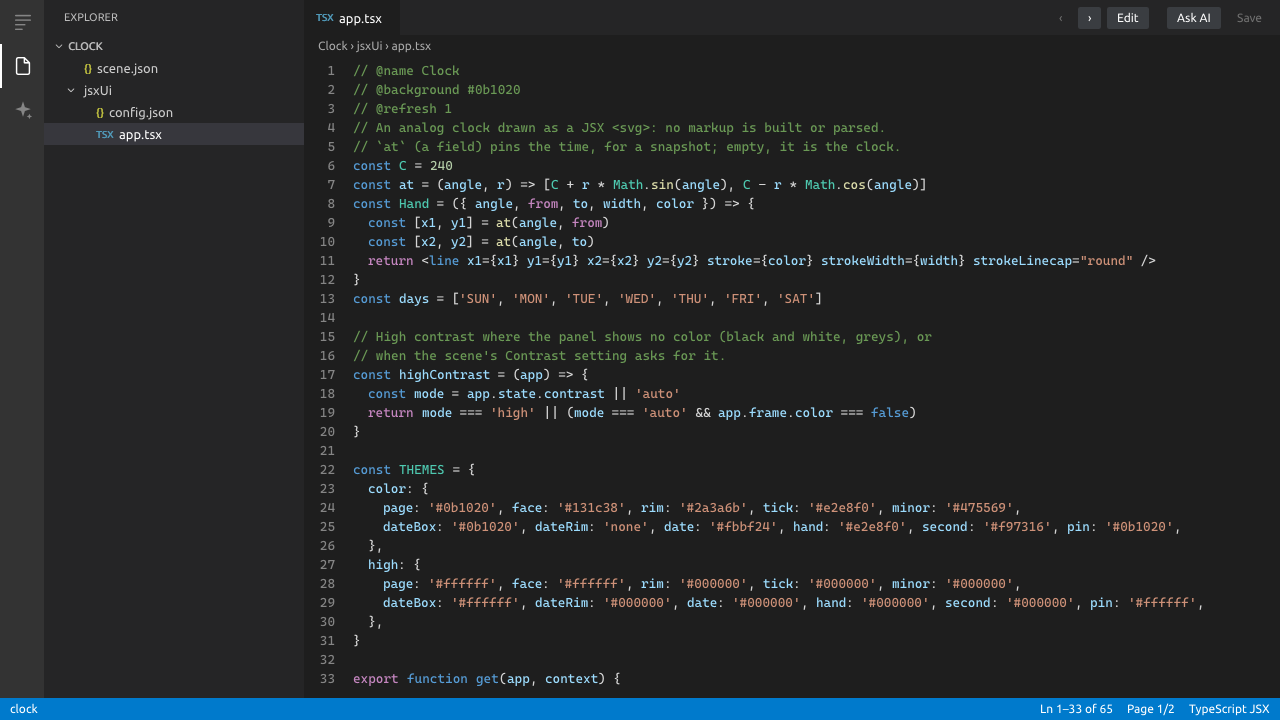 EXPLORER
CLOCK
{} scene.json
jsxUi
{} config.json
TSX app.tsx
TSX app.tsx
‹ › Edit Ask AI Save
Clock › jsxUi › app.tsx
1 // @name Clock
2 // @background #0b1020
3 // @refresh 1
4 // An analog clock drawn as a JSX <svg>: no markup is built or parsed.
5 // `at` (a field) pins the time, for a snapshot; empty, it is the clock.
6 const C = 240
7 const at = (angle, r) => [C + r * Math.sin(angle), C - r * Math.cos(angle)]
8 const Hand = ({ angle, from, to, width, color }) => {
9   const [x1, y1] = at(angle, from)
10   const [x2, y2] = at(angle, to)
11   return <line x1={x1} y1={y1} x2={x2} y2={y2} stroke={color} strokeWidth={width} strokeLinecap="round" />
12 }
13 const days = ['SUN', 'MON', 'TUE', 'WED', 'THU', 'FRI', 'SAT']
14
15 // High contrast where the panel shows no color (black and white, greys), or
16 // when the scene's Contrast setting asks for it.
17 const highContrast = (app) => {
18   const mode = app.state.contrast || 'auto'
19   return mode === 'high' || (mode === 'auto' && app.frame.color === false)
20 }
21
22 const THEMES = {
23   color: {
24     page: '#0b1020', face: '#131c38', rim: '#2a3a6b', tick: '#e2e8f0', minor: '#475569',
25     dateBox: '#0b1020', dateRim: 'none', date: '#fbbf24', hand: '#e2e8f0', second: '#f97316', pin: '#0b1020',
26   },
27   high: {
28     page: '#ffffff', face: '#ffffff', rim: '#000000', tick: '#000000', minor: '#000000',
29     dateBox: '#ffffff', dateRim: '#000000', date: '#000000', hand: '#000000', second: '#000000', pin: '#ffffff',
30   },
31 }
32
33 export function get(app, context) {
clock
Ln 1–33 of 65 Page 1/2 TypeScript JSX